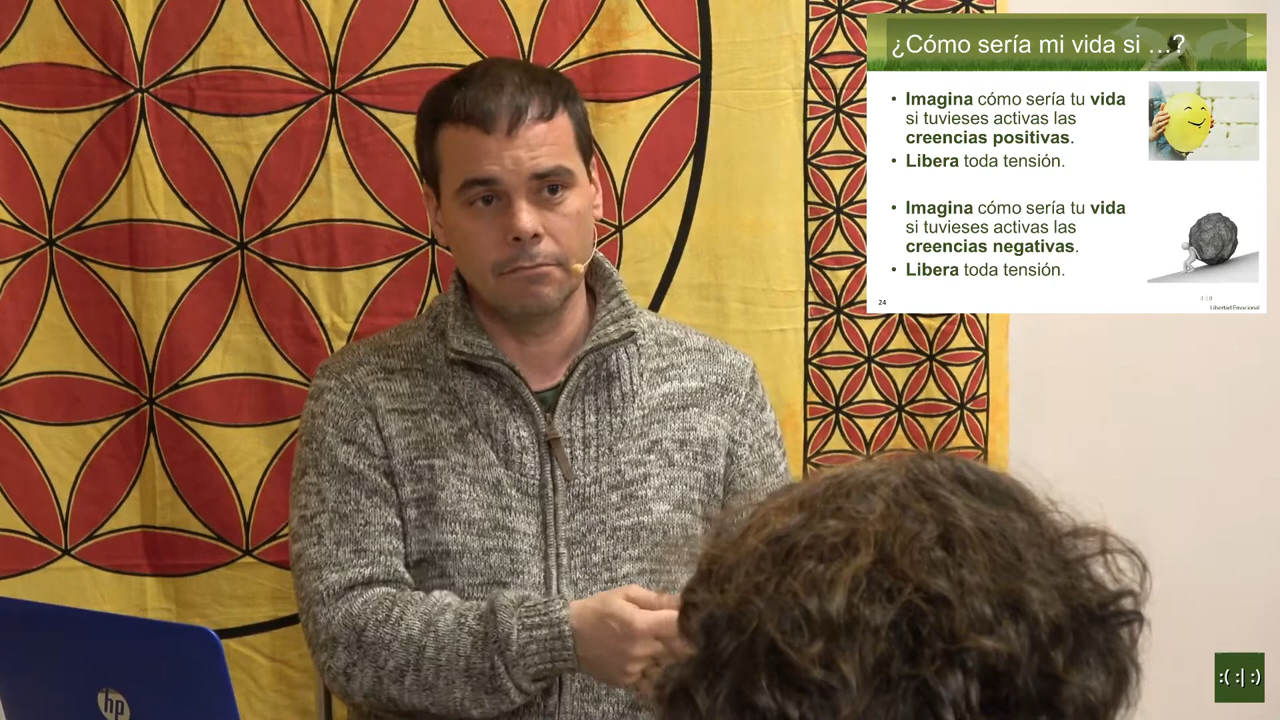 ¿Cómo sería mi vida si …?
• Imagina cómo sería tu vida
si tuvieses activas las
creencias positivas.
• Libera toda tensión.
• Imagina cómo sería tu vida
si tuvieses activas las
creencias negativas.
• Libera toda tensión.
24
Libertad Emocional
hp
:( :| :)